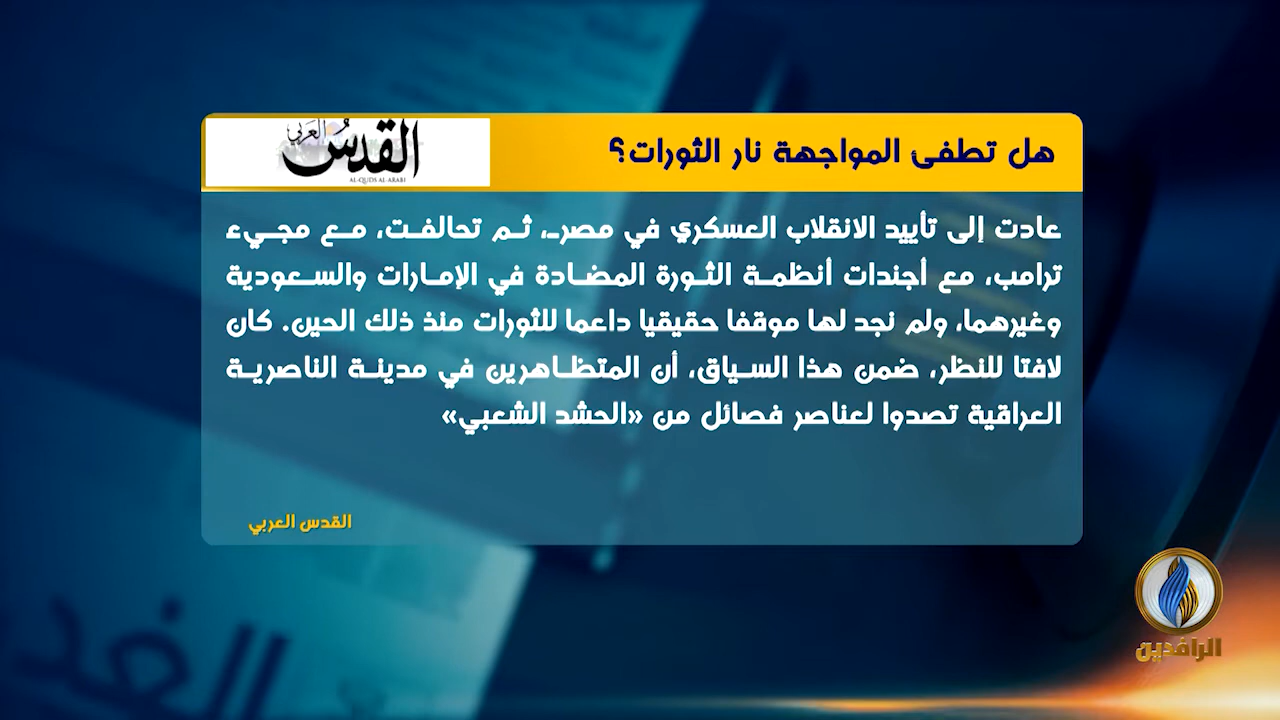 هل تطفئ المواجهة نار الثورات؟
القدس العربي
AL-QUDS AL-ARABI
عادت إلى تأييد الانقلاب العسكري في مصر، ثم تحالفت، مع مجيء
ترامب، مع أجندات أنظمة الثورة المضادة في الإمارات والسعودية
وغيرهما، ولم نجد لها موقفا حقيقيا داعما للثورات منذ ذلك الحين. كان
لافتا للنظر، ضمن هذا السياق، أن المتظاهرين في مدينة الناصرية
العراقية تصدوا لعناصر فصائل من «الحشد الشعبي»
القدس العربي
الغد
الرافدين